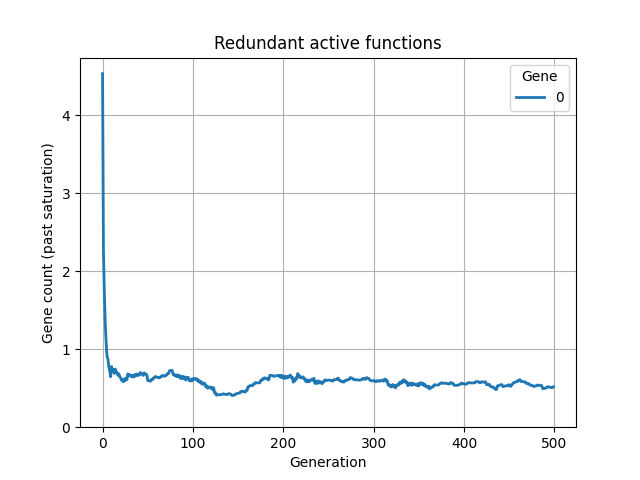 Redundant active functions
Gene
0
Gene count (past saturation)
4
3
2
1
0
0 100 200 300 400 500
Generation